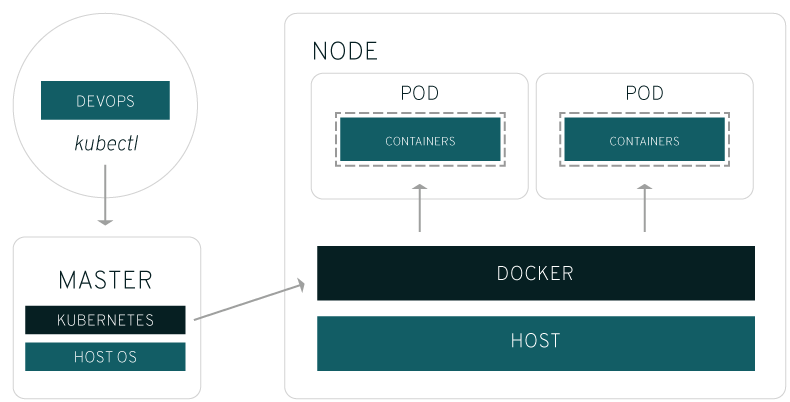 DEVOPS
kubectl
MASTER
KUBERNETES
HOST OS
NODE
POD
CONTAINERS
POD
CONTAINERS
DOCKER
HOST